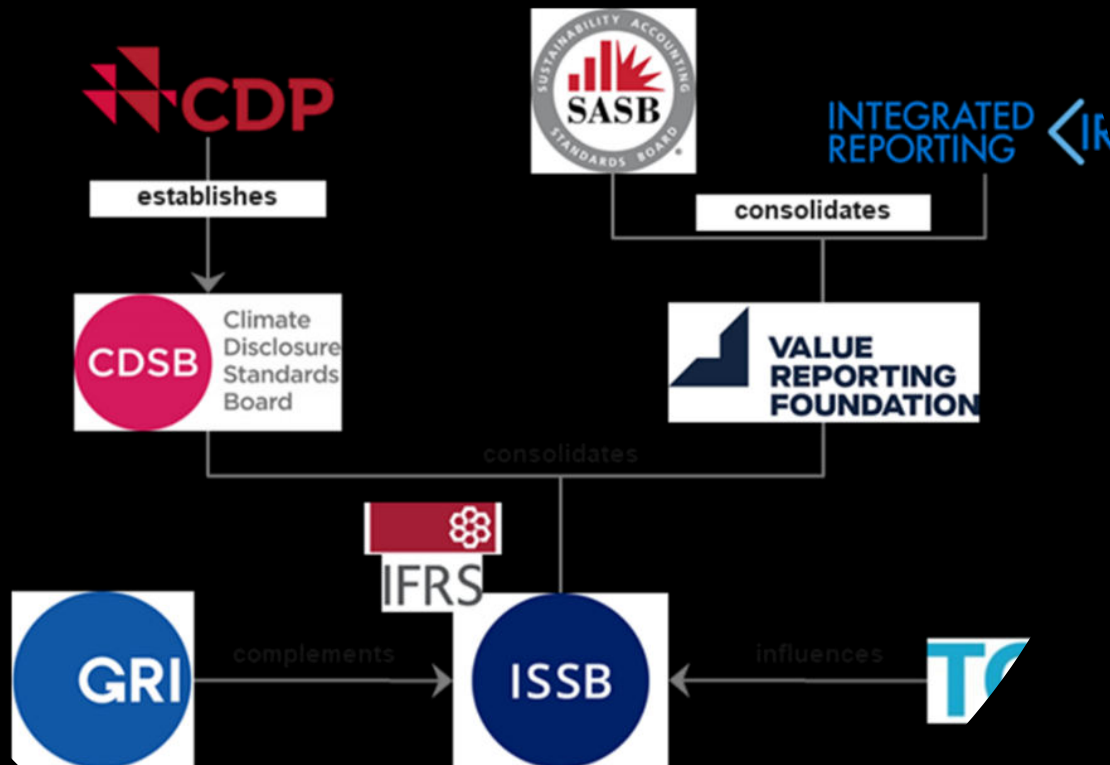 CDP
SUSTAINABILITY ACCOUNTING
SASB
STANDARDS BOARD
INTEGRATED
REPORTING
establishes
consolidates
CDSB
Climate
Disclosure
Standards
Board
VALUE
REPORTING
FOUNDATION
consolidates
IFRS
GRI
complements
ISSB
influences